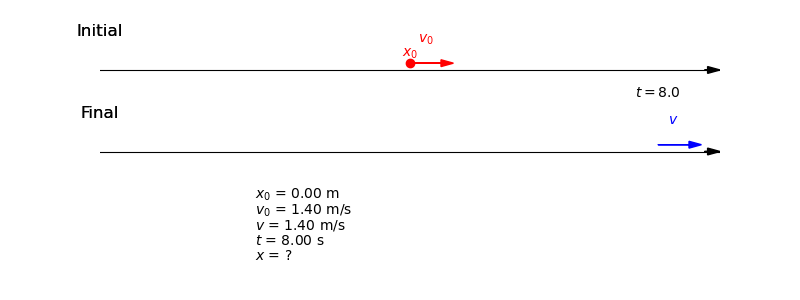 Initial
v₀
x₀
t = 8.0
Final
v
x₀ = 0.00 m
v₀ = 1.40 m/s
v = 1.40 m/s
t = 8.00 s
x = ?